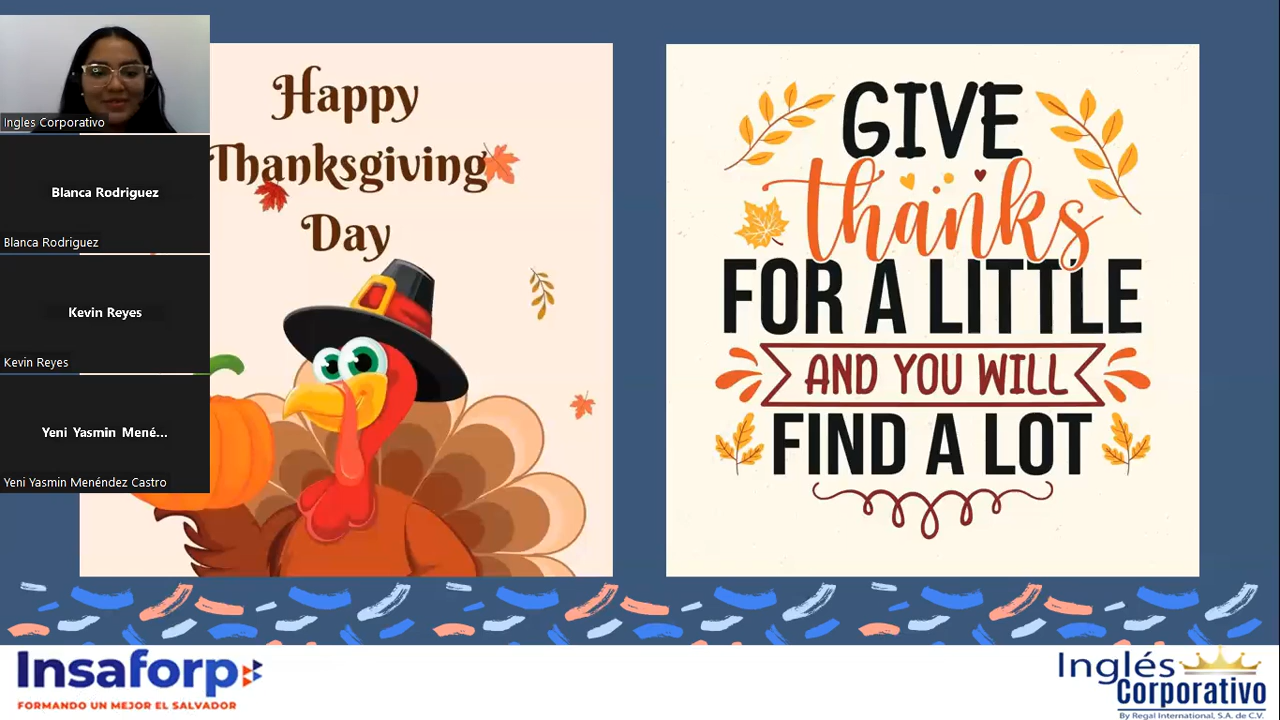 Ingles Corporativo
Blanca Rodriguez
Blanca Rodriguez
Kevin Reyes
Kevin Reyes
Yeni Yasmin Mené...
Yeni Yasmin Menéndez Castro
Happy
Thanksgiving
Day
GIVE
thanks
FOR A LITTLE
AND YOU WILL
FIND A LOT
Insaforp
FORMANDO UN MEJOR EL SALVADOR
Inglés
Corporativo
By Regal International, S.A. de C.V.